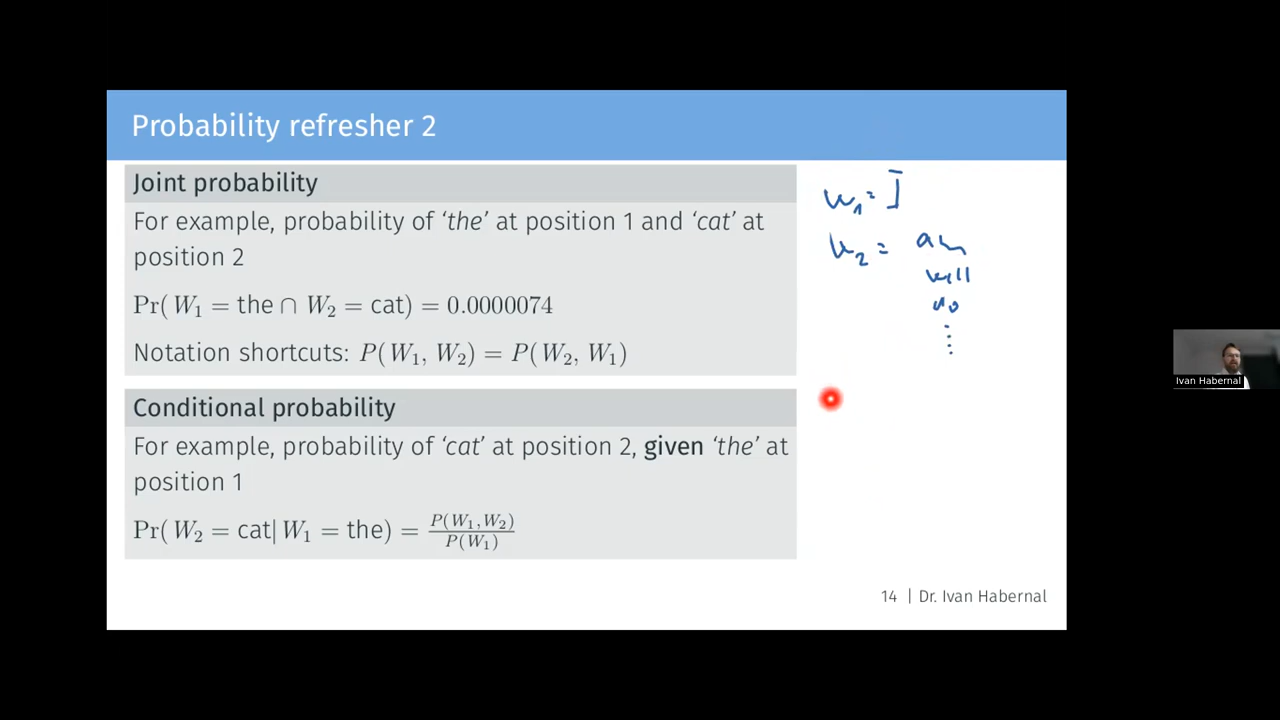 Probability refresher 2
Joint probability
For example, probability of ‘the’ at position 1 and ‘cat’ at
position 2
Pr(W₁ = the ∩ W₂ = cat) = 0.0000074
Notation shortcuts: P(W₁, W₂) = P(W₂, W₁)
Conditional probability
For example, probability of ‘cat’ at position 2, given ‘the’ at
position 1
Pr(W₂ = cat| W₁ = the) = P(W₁,W₂)/P(W₁)
W₁ = I
W₂ = am
will
do
⋮
14 | Dr. Ivan Habernal
Ivan Habernal